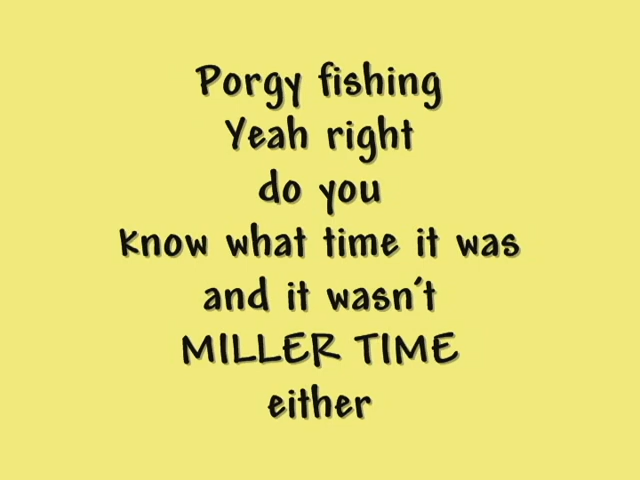 Porgy fishing
Yeah right
do you
know what time it was
and it wasn't
MILLER TIME
either